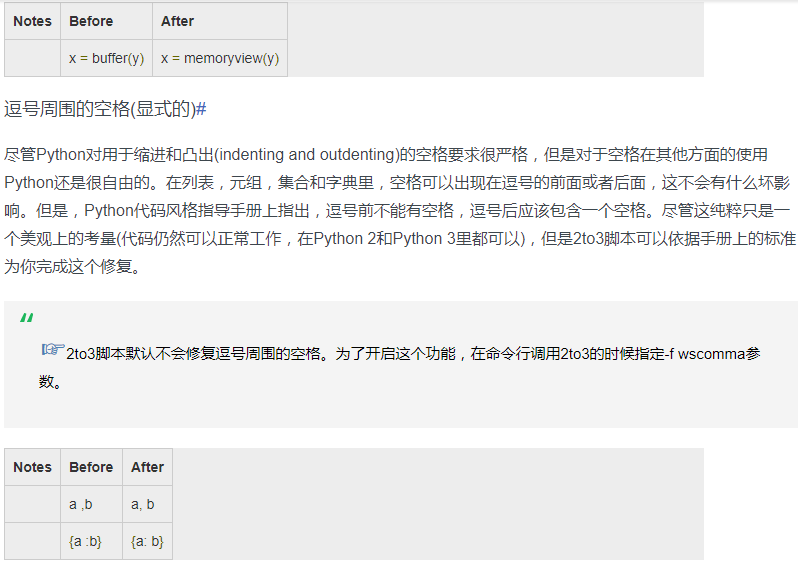 Notes Before After
x = buffer(y) x = memoryview(y)
逗号周围的空格(显式的)#
尽管Python对用于缩进和凸出(indenting and outdenting)的空格要求很严格，但是对于空格在其他方面的使用
Python还是很自由的。在列表，元组，集合和字典里，空格可以出现在逗号的前面或者后面，这不会有什么坏影
响。但是，Python代码风格指导手册上指出，逗号前不能有空格，逗号后应该包含一个空格。尽管这纯粹只是一
个美观上的考量(代码仍然可以正常工作，在Python 2和Python 3里都可以)，但是2to3脚本可以依据手册上的标准
为你完成这个修复。
“
☞2to3脚本默认不会修复逗号周围的空格。为了开启这个功能，在命令行调用2to3的时候指定-f wscomma参
数。
Notes Before After
a ,b a, b
{a :b} {a: b}